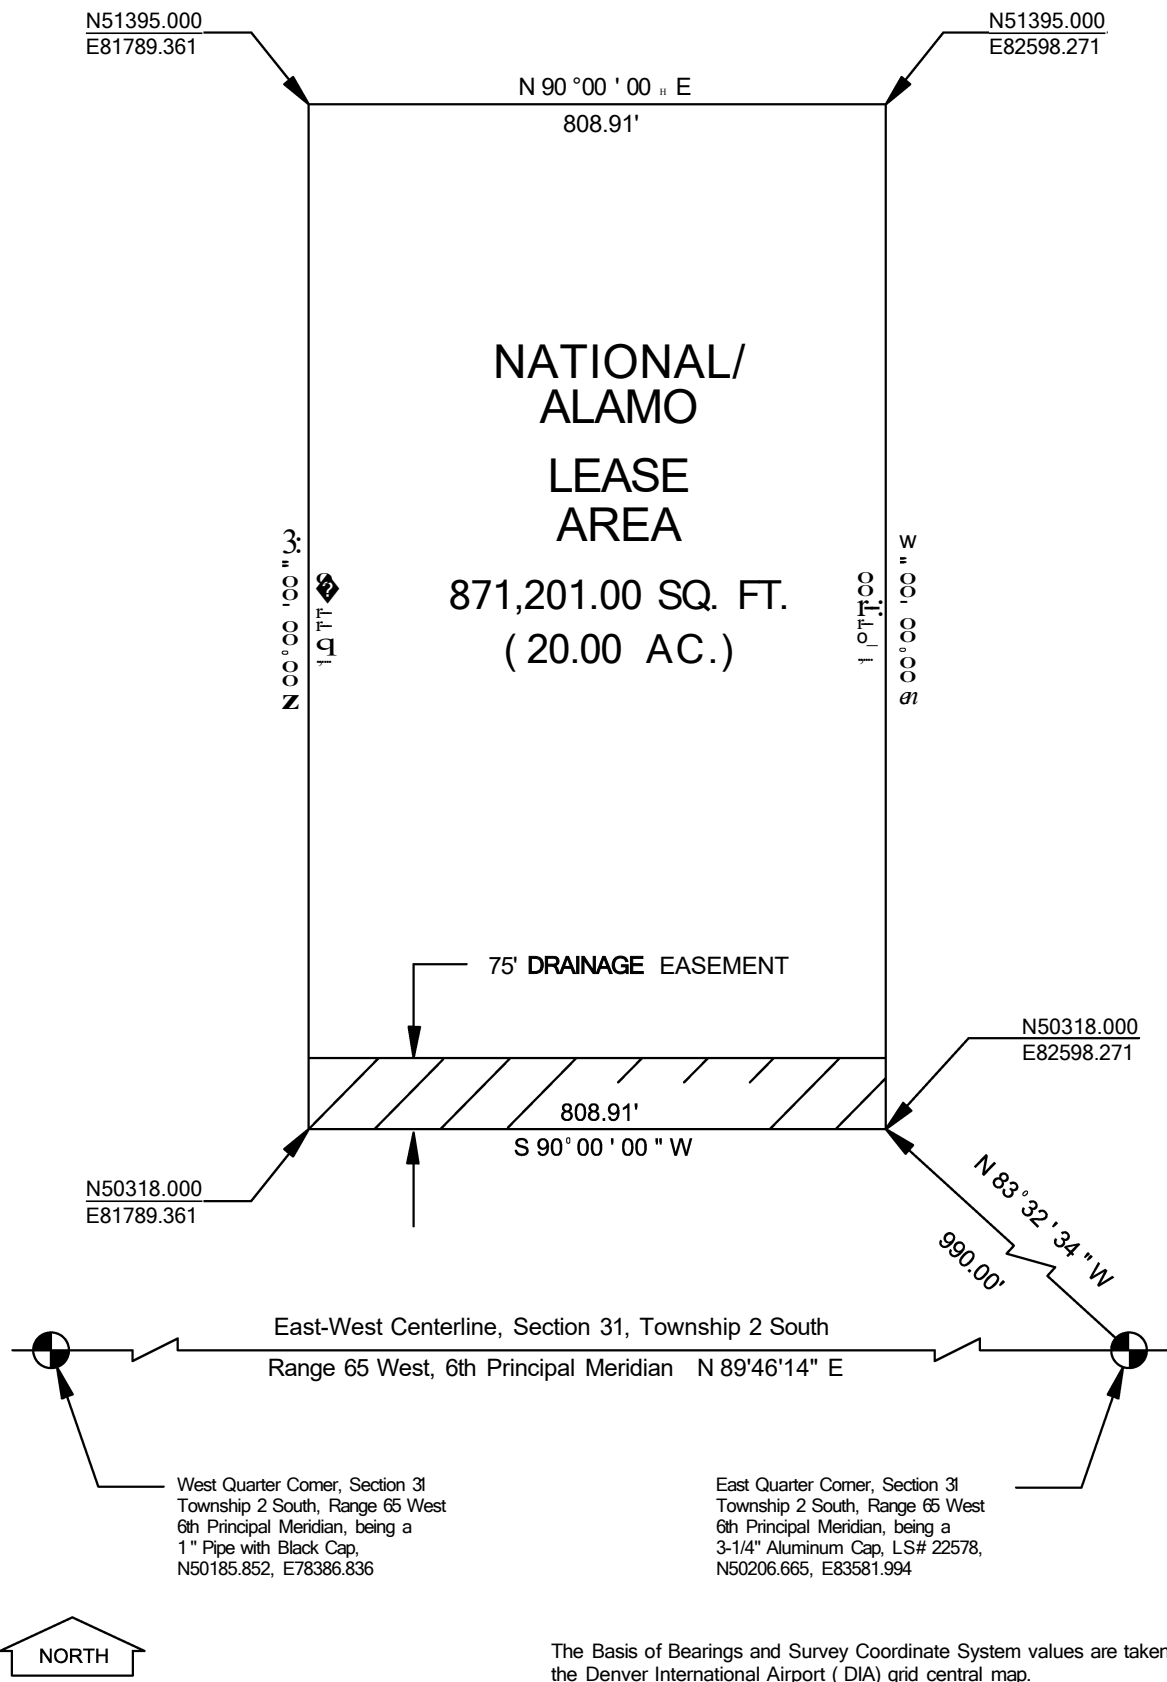 N51395.000
E81789.361
N51395.000
E82598.271
N 90 °00 ' 00 H E
808.91'
NATIONAL/
ALAMO
LEASE
AREA
871,201.00 SQ. FT.
( 20.00 AC.)
75' DRAINAGE EASEMENT
N50318.000
E82598.271
808.91'
S 90° 00 ' 00 " W
N50318.000
E81789.361
N 83 ° 32 ' 34 " W
990.00'
East-West Centerline, Section 31, Township 2 South
Range 65 West, 6th Principal Meridian N 89'46'14" E
West Quarter Corner, Section 31
Township 2 South, Range 65 West
6th Principal Meridian, being a
1 " Pipe with Black Cap,
N50185.852, E78386.836
East Quarter Corner, Section 31
Township 2 South, Range 65 West
6th Principal Meridian, being a
3-1/4" Aluminum Cap, LS# 22578,
N50206.665, E83581.994
NORTH
The Basis of Bearings and Survey Coordinate System values are taken
the Denver International Airport ( DIA) grid central map.